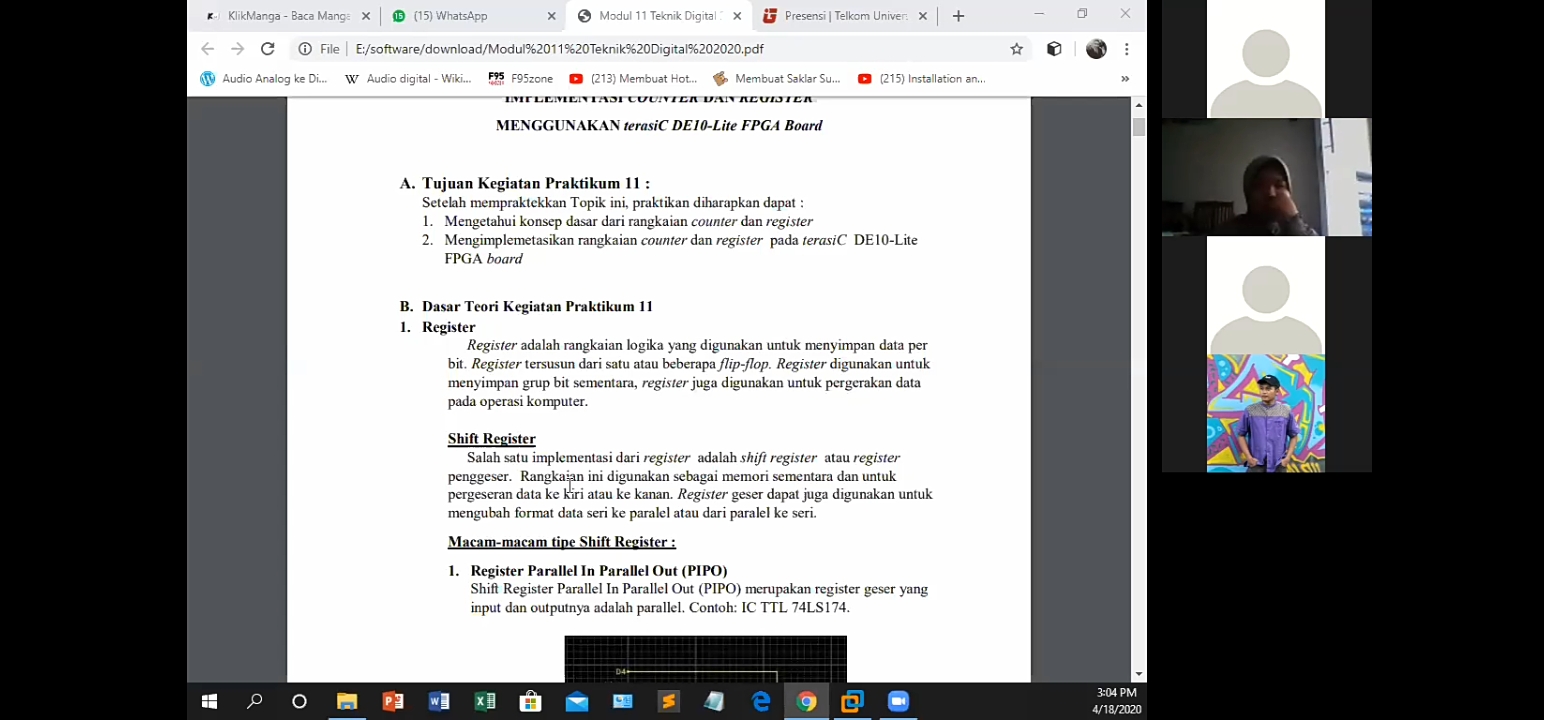 KlikManga - Baca Manga
(15) WhatsApp
Modul 11 Teknik Digital
Presensi | Telkom Univers
File
E:/software/download/Modul%2011%20Teknik%20Digital%202020.pdf
Audio Analog ke Di...
Audio digital - Wiki...
F95zone
(213) Membuat Hot...
Membuat Saklar Su...
(215) Installation an...
»
IMPLEMENTASI COUNTER DAN REGISTER
MENGGUNAKAN terasiC DE10-Lite FPGA Board
A. Tujuan Kegiatan Praktikum 11 :
Setelah mempraktekkan Topik ini, praktikan diharapkan dapat :
1. Mengetahui konsep dasar dari rangkaian counter dan register
2. Mengimplemetasikan rangkaian counter dan register pada terasiC DE10-Lite
FPGA board
B. Dasar Teori Kegiatan Praktikum 11
1. Register
Register adalah rangkaian logika yang digunakan untuk menyimpan data per
bit. Register tersusun dari satu atau beberapa flip-flop. Register digunakan untuk
menyimpan grup bit sementara, register juga digunakan untuk pergerakan data
pada operasi komputer.
Shift Register
Salah satu implementasi dari register adalah shift register atau register
penggeser. Rangkaian ini digunakan sebagai memori sementara dan untuk
pergeseran data ke kiri atau ke kanan. Register geser dapat juga digunakan untuk
mengubah format data seri ke paralel atau dari paralel ke seri.
Macam-macam tipe Shift Register :
1. Register Parallel In Parallel Out (PIPO)
Shift Register Parallel In Parallel Out (PIPO) merupakan register geser yang
input dan outputnya adalah parallel. Contoh: IC TTL 74LS174.
D4
3:04 PM
4/18/2020